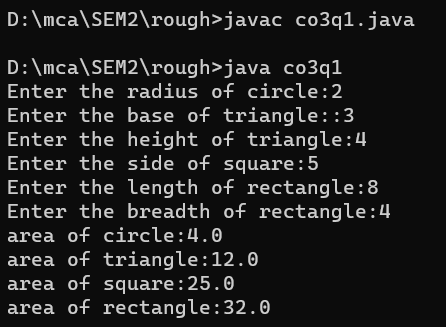 D:\mca\SEM2\rough>javac co3q1.java
D:\mca\SEM2\rough>java co3q1
Enter the radius of circle:2
Enter the base of triangle::3
Enter the height of triangle:4
Enter the side of square:5
Enter the length of rectangle:8
Enter the breadth of rectangle:4
area of circle:4.0
area of triangle:12.0
area of square:25.0
area of rectangle:32.0